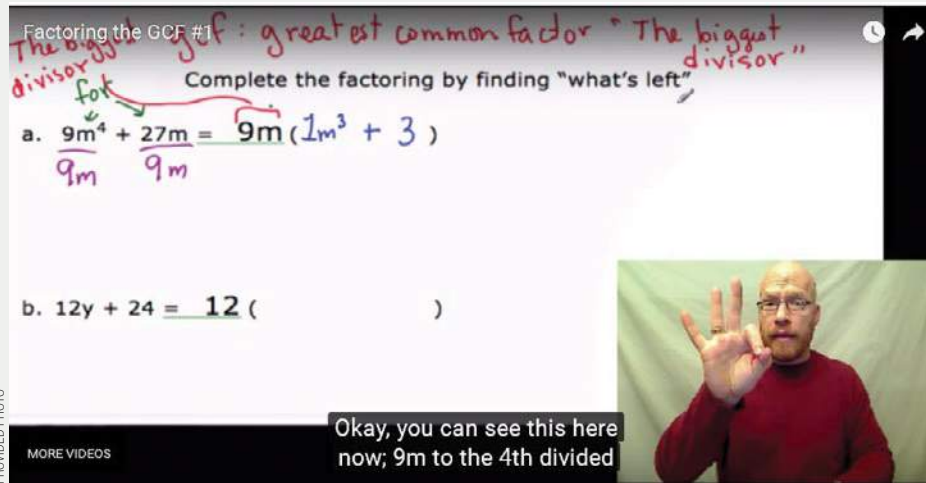 Factoring the GCF #1
The biggest gcf : greatest common factor "The biggest
divisor divisor"
for
Complete the factoring by finding "what's left"
a. 9m⁴ + 27m = 9m (1m³ + 3 )
9m 9m
b. 12y + 24 = 12 ( )
Okay, you can see this here
now; 9m to the 4th divided
MORE VIDEOS
PROVIDED PHOTO